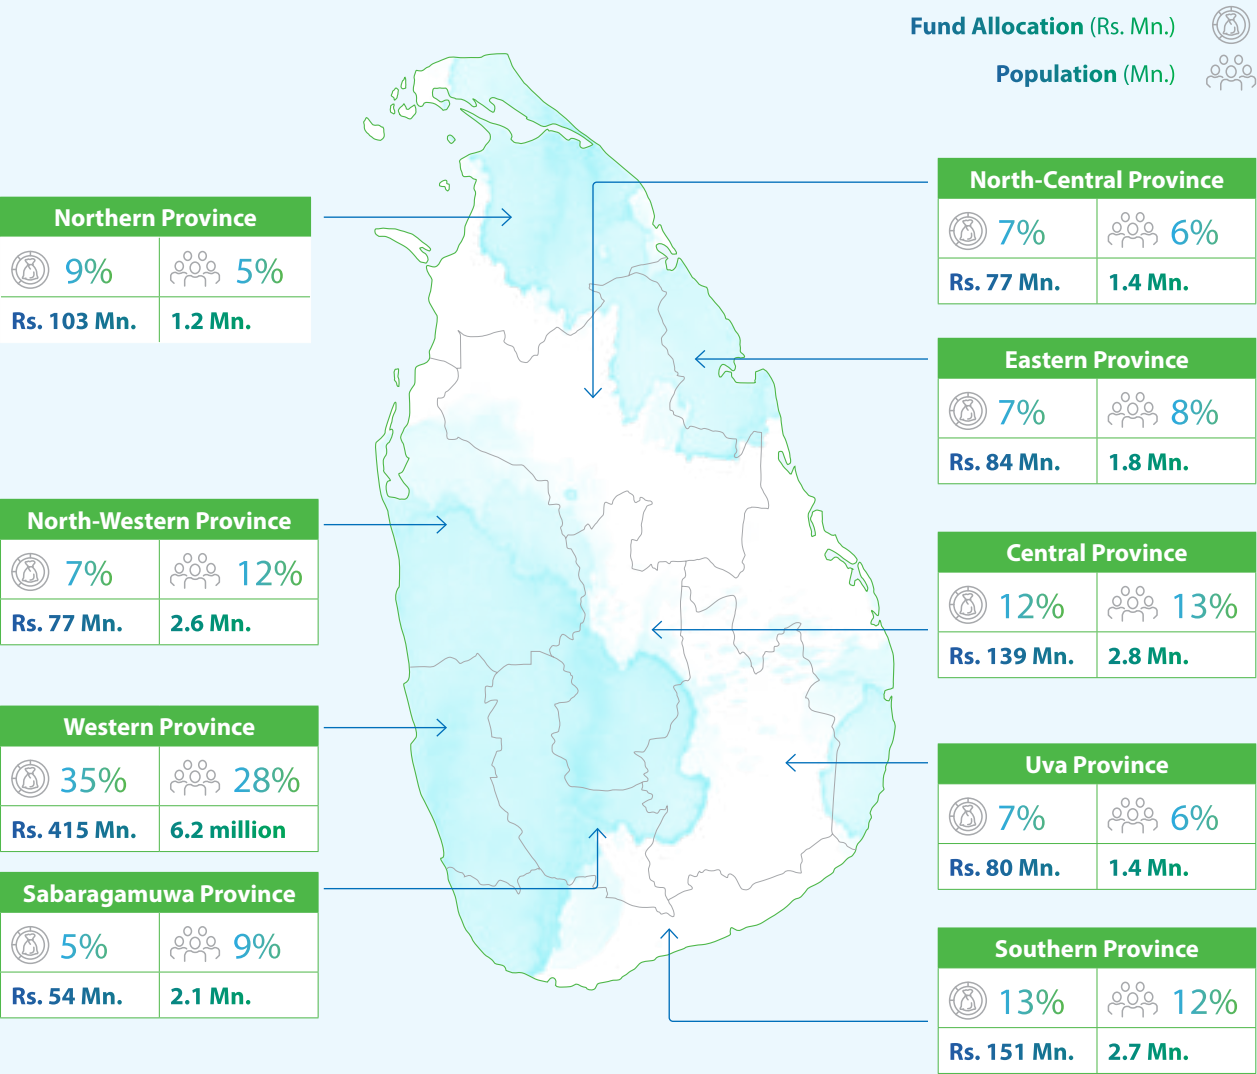 Fund Allocation (Rs. Mn.)
Population (Mn.)
Northern Province
9% 5%
Rs. 103 Mn. 1.2 Mn.
North-Western Province
7% 12%
Rs. 77 Mn. 2.6 Mn.
Western Province
35% 28%
Rs. 415 Mn. 6.2 million
Sabaragamuwa Province
5% 9%
Rs. 54 Mn. 2.1 Mn.
North-Central Province
7% 6%
Rs. 77 Mn. 1.4 Mn.
Eastern Province
7% 8%
Rs. 84 Mn. 1.8 Mn.
Central Province
12% 13%
Rs. 139 Mn. 2.8 Mn.
Uva Province
7% 6%
Rs. 80 Mn. 1.4 Mn.
Southern Province
13% 12%
Rs. 151 Mn. 2.7 Mn.